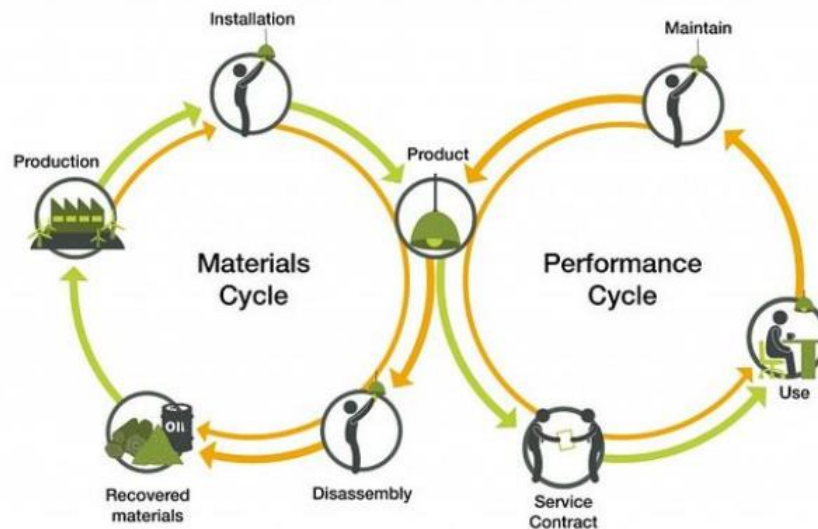 Installation
Maintain
Production
Product
Materials
Cycle
Performance
Cycle
Use
Oil
Recovered
materials
Disassembly
Service
Contract